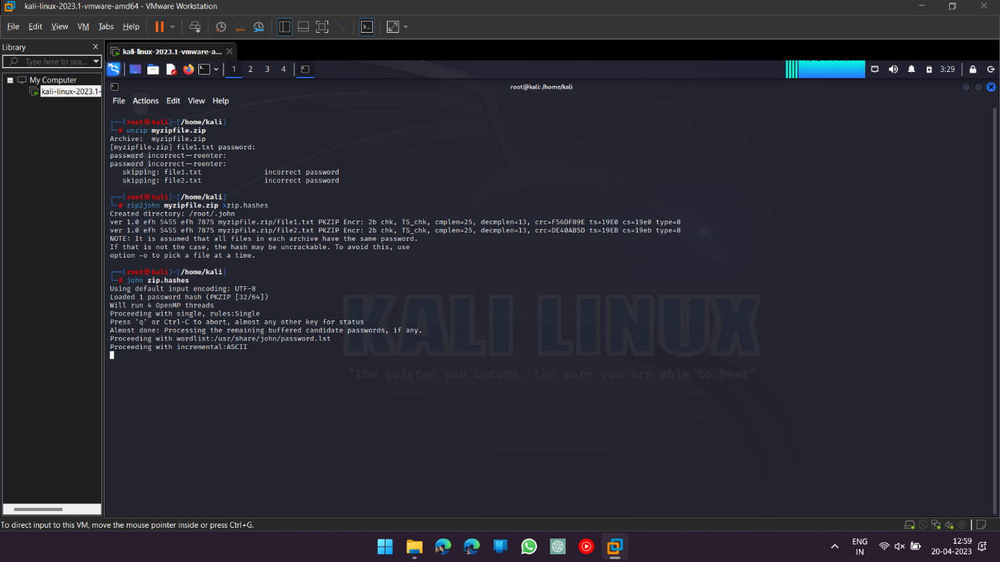 kali-linux-2023.1-vmware-amd64 - VMware Workstation
File Edit View VM Tabs Help
Library
Type here to sea...
My Computer
kali-linux-2023.1-
kali-linux-2023.1-vmware-a...
1 2 3 4
3:29
root@kali: /home/kali
File Actions Edit View Help
┌──(root㉿kali)-[/home/kali]
└─# unzip myzipfile.zip
Archive:  myzipfile.zip
[myzipfile.zip] file1.txt password:
password incorrect--reenter:
password incorrect--reenter:
   skipping: file1.txt               incorrect password
   skipping: file2.txt               incorrect password
┌──(root㉿kali)-[/home/kali]
└─# zip2john myzipfile.zip >zip.hashes
Created directory: /root/.john
ver 1.0 efh 5455 efh 7875 myzipfile.zip/file1.txt PKZIP Encr: 2b chk, TS_chk, cmplen=25, decmplen=13, crc=F56DF89E ts=19E0 cs=19e0 type=0
ver 1.0 efh 5455 efh 7875 myzipfile.zip/file2.txt PKZIP Encr: 2b chk, TS_chk, cmplen=25, decmplen=13, crc=DE40AB5D ts=19EB cs=19eb type=0
NOTE: It is assumed that all files in each archive have the same password.
If that is not the case, the hash may be uncrackable. To avoid this, use
option -o to pick a file at a time.
┌──(root㉿kali)-[/home/kali]
└─# john zip.hashes
Using default input encoding: UTF-8
Loaded 1 password hash (PKZIP [32/64])
Will run 4 OpenMP threads
Proceeding with single, rules:Single
Press 'q' or Ctrl-C to abort, almost any other key for status
Almost done: Processing the remaining buffered candidate passwords, if any.
Proceeding with wordlist:/usr/share/john/password.lst
Proceeding with incremental:ASCII
KALI LINUX
"the quieter you become, the more you are able to hear"
To direct input to this VM, move the mouse pointer inside or press Ctrl+G.
ENG
IN
12:59
20-04-2023